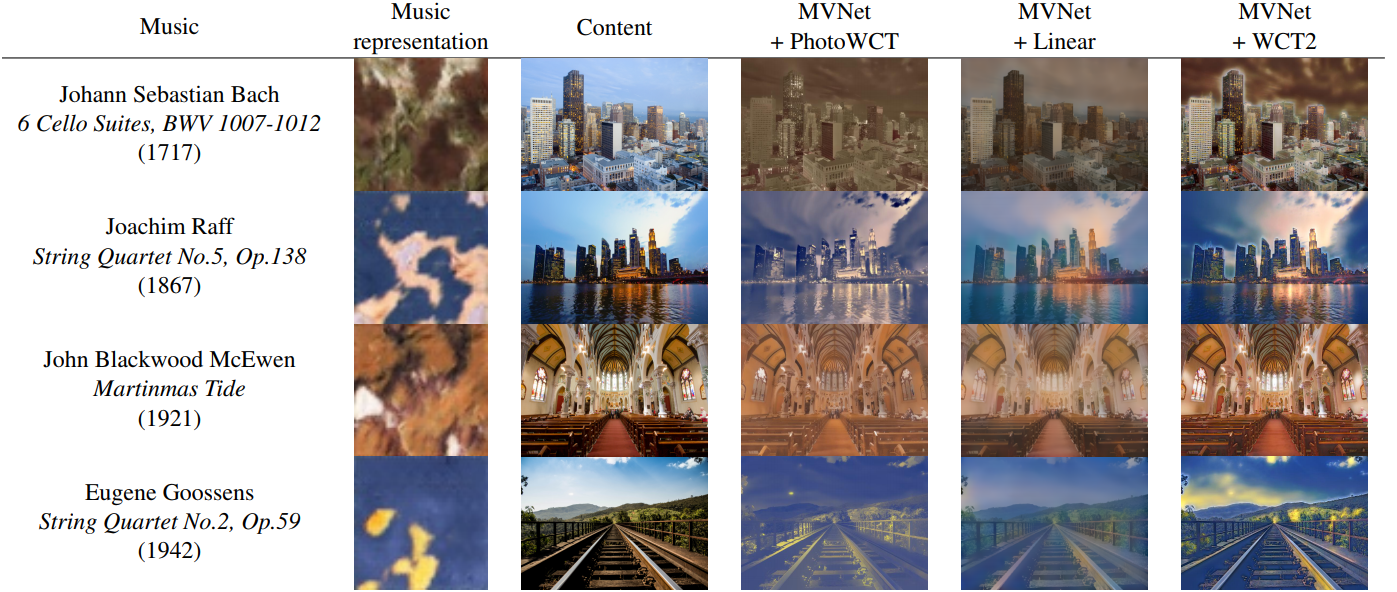 Music
Music
representation
Content
MVNet
+ PhotoWCT
MVNet
+ Linear
MVNet
+ WCT2
Johann Sebastian Bach
6 Cello Suites, BWV 1007-1012
(1717)
Joachim Raff
String Quartet No.5, Op.138
(1867)
John Blackwood McEwen
Martinmas Tide
(1921)
Eugene Goossens
String Quartet No.2, Op.59
(1942)